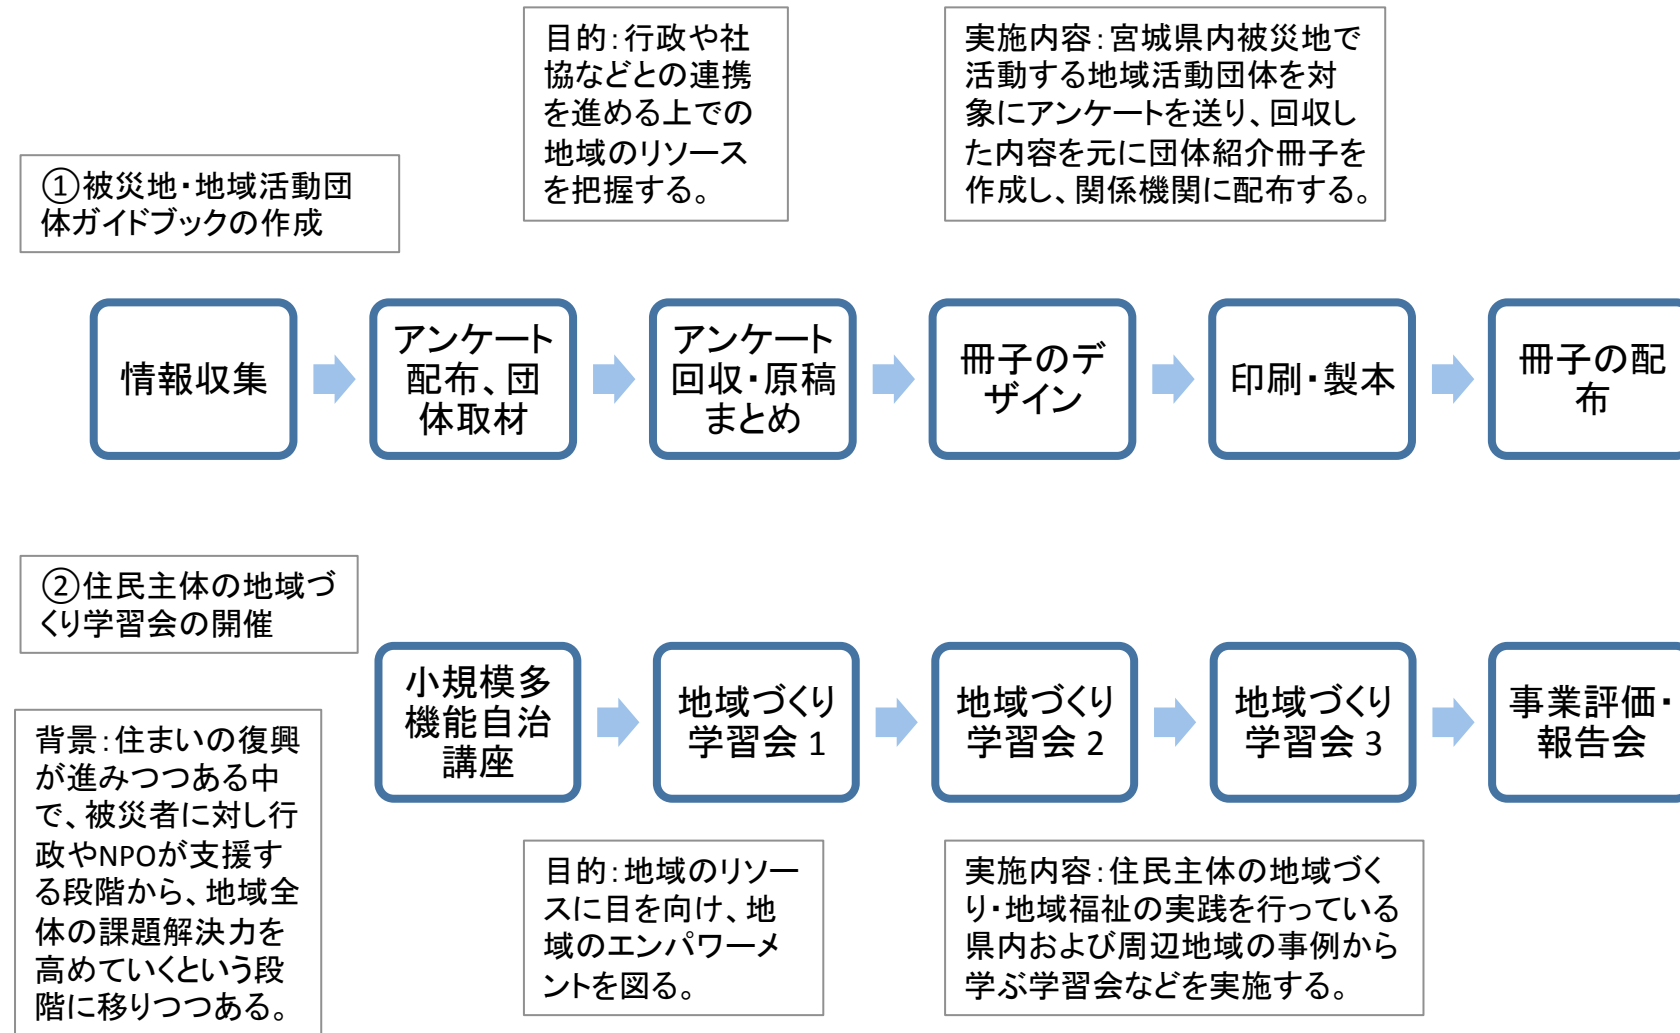 目的：行政や社
協などとの連携
を進める上での
地域のリソース
を把握する。
実施内容：宮城県内被災地で
活動する地域活動団体を対
象にアンケートを送り、回収し
た内容を元に団体紹介冊子を
作成し、関係機関に配布する。
①被災地・地域活動団
体ガイドブックの作成
情報収集
アンケート
配布、団
体取材
アンケート
回収・原稿
まとめ
冊子のデ
ザイン
印刷・製本
冊子の配
布
②住民主体の地域づ
くり学習会の開催
小規模多
機能自治
講座
地域づくり
学習会 1
地域づくり
学習会 2
地域づくり
学習会 3
事業評価・
報告会
背景：住まいの復興
が進みつつある中
で、被災者に対し行
政やNPOが支援す
る段階から、地域全
体の課題解決力を
高めていくという段
階に移りつつある。
目的：地域のリソー
スに目を向け、地
域のエンパワーメ
ントを図る。
実施内容：住民主体の地域づく
り・地域福祉の実践を行っている
県内および周辺地域の事例から
学ぶ学習会などを実施する。